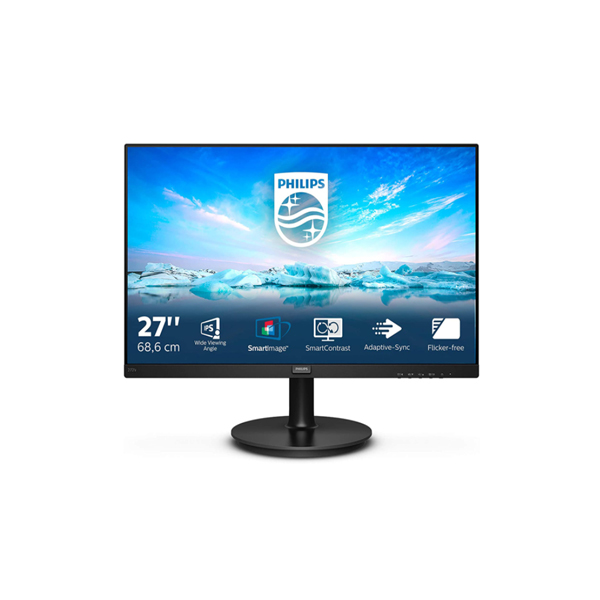 PHILIPS
27''
68,6 cm
IPS
Wide Viewing
Angle
SmartImage
SmartContrast
Adaptive-Sync
Flicker-free
PHILIPS